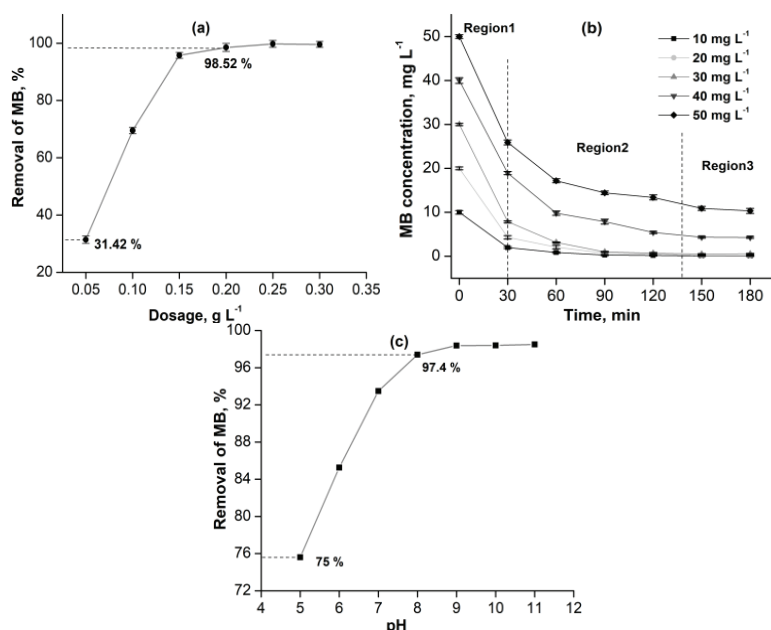 (a)
Removal of MB, %
100
80
60
40
20
98.52 %
31.42 %
0.05 0.10 0.15 0.20 0.25 0.30 0.35
Dosage, g L-1
Region1
(b)
MB concentration, mg L-1
50
40
30
20
10
0
10 mg L-1
20 mg L-1
30 mg L-1
40 mg L-1
50 mg L-1
Region2
Region3
0 30 60 90 120 150 180
Time, min
(c)
Removal of MB, %
100
96
92
88
84
80
76
72
97.4 %
75 %
4 5 6 7 8 9 10 11 12
pH